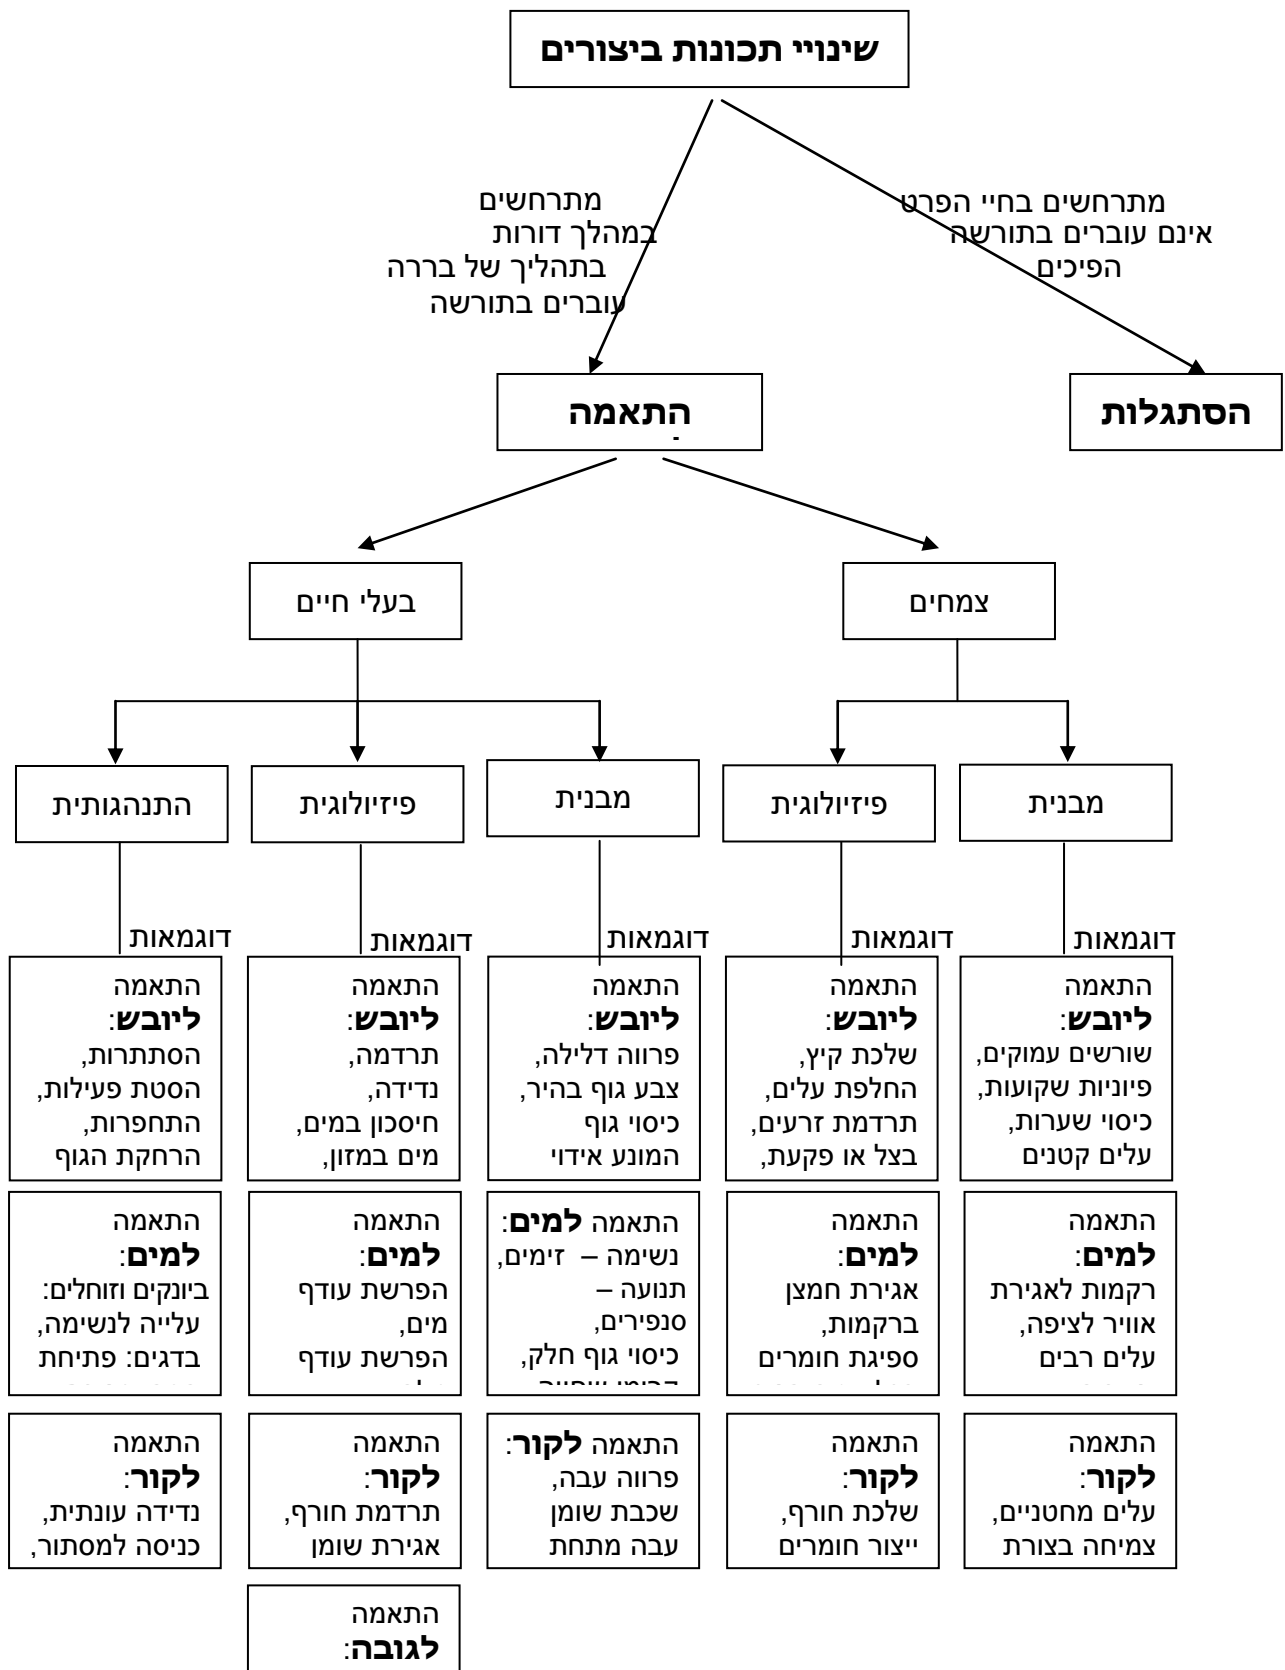 שינויי תכונות ביצורים
מתרחשים בחיי הפרט
אינם עוברים בתורשה
הפיכים
מתרחשים
במהלך דורות
בתהליך של בררה
עוברים בתורשה
הסתגלות
התאמה
צמחים
בעלי חיים
מבנית
פיזיולוגית
מבנית
פיזיולוגית
התנהגותית
דוגמאות
דוגמאות
דוגמאות
דוגמאות
דוגמאות
התאמה
ליובש:
שורשים עמוקים,
פיוניות שקועות,
כיסוי שערות,
עלים קטנים
התאמה
ליובש:
שלכת קיץ,
החלפת עלים,
תרדמת זרעים,
בצל או פקעת,
התאמה
ליובש:
פרווה דלילה,
צבע גוף בהיר,
כיסוי גוף
המונע אידוי
התאמה
ליובש:
תרדמה,
נדידה,
חיסכון במים,
מים במזון,
התאמה
ליובש:
הסתתרות,
הסטת פעילות,
התחפרות,
הרחקת הגוף
התאמה
למים:
רקמות לאגירת
אוויר לציפה,
עלים רבים
התאמה
למים:
אגירת חמצן
ברקמות,
ספיגת חומרים
התאמה למים:
נשימה – זימים,
תנועה –
סנפירים,
כיסוי גוף חלק,
התאמה
למים:
הפרשת עודף
מים,
הפרשת עודף
התאמה
למים:
ביונקים וזוחלים:
עלייה לנשימה,
בדגים: פתיחת
התאמה
לקור:
עלים מחטניים,
צמיחה בצורת
התאמה
לקור:
שלכת חורף,
ייצור חומרים
התאמה לקור:
פרווה עבה,
שכבת שומן
עבה מתחת
התאמה
לקור:
תרדמת חורף,
אגירת שומן
התאמה
לקור:
נדידה עונתית,
כניסה למסתור,
התאמה
לגובה: